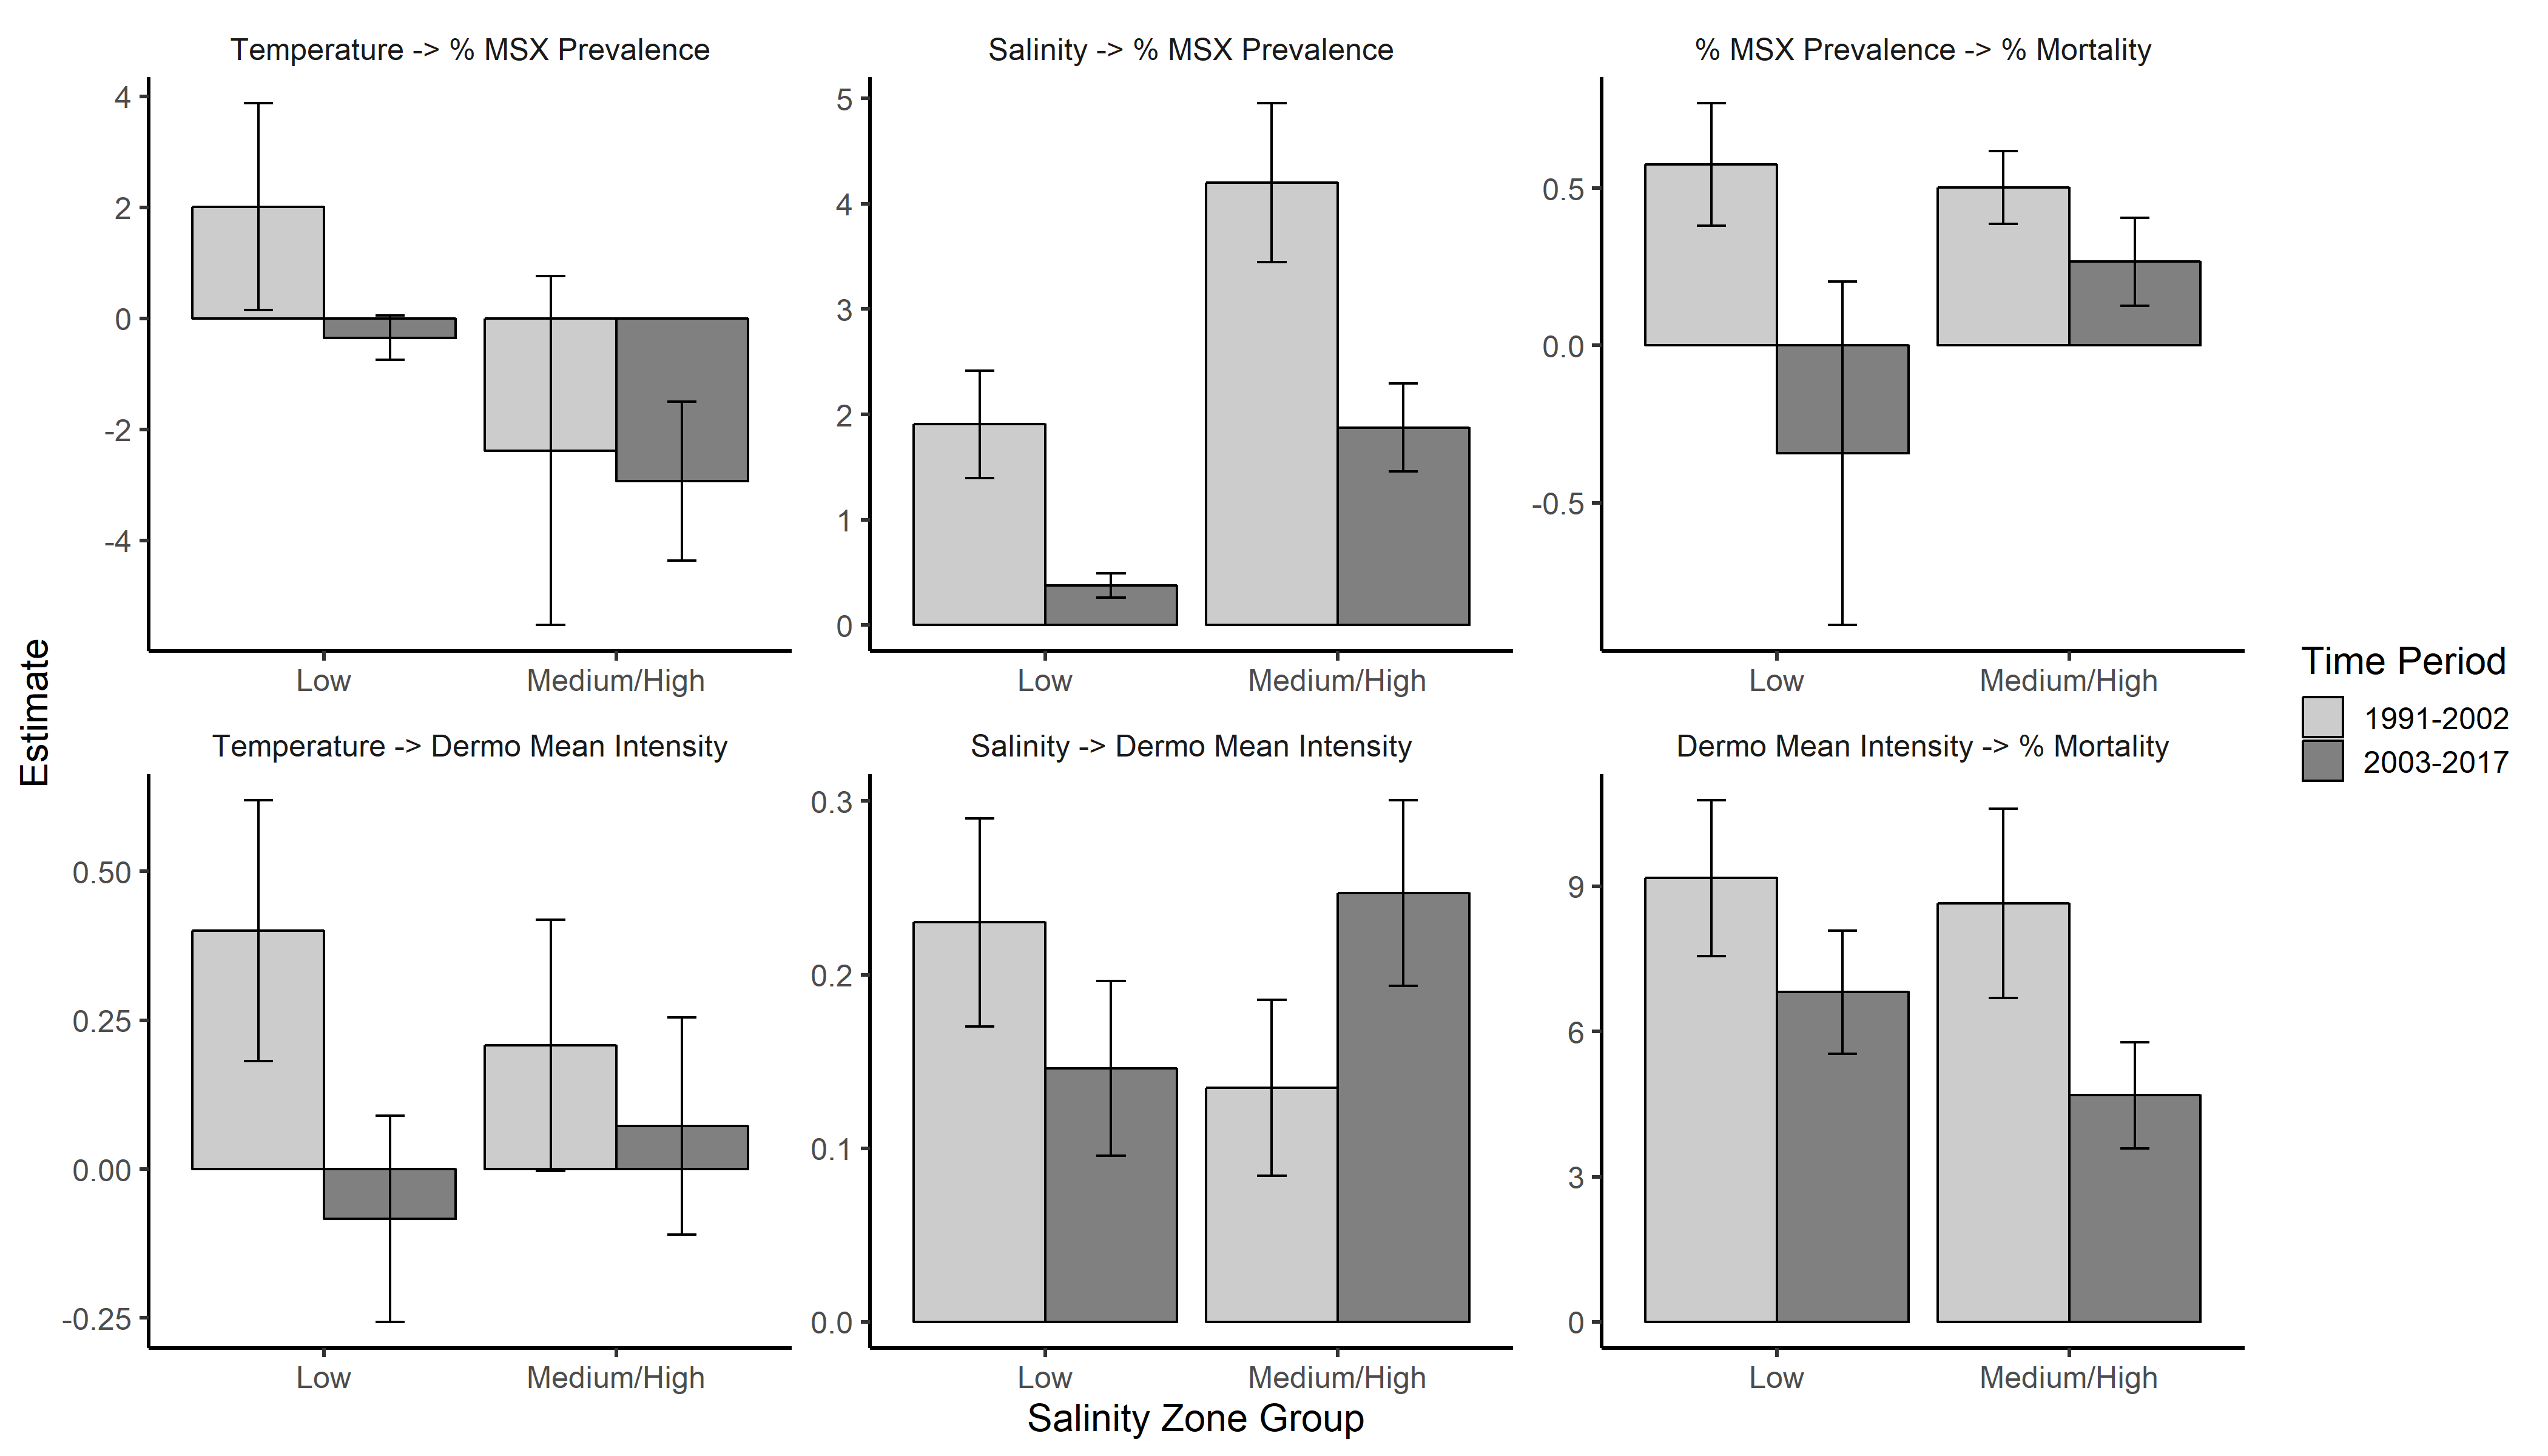 Temperature -> % MSX Prevalence
Salinity -> % MSX Prevalence
% MSX Prevalence -> % Mortality
4
2
0
-2
-4
5
4
3
2
1
0
0.5
0.0
-0.5
Low
Medium/High
Low
Medium/High
Low
Medium/High
Estimate
Time Period
1991-2002
2003-2017
Temperature -> Dermo Mean Intensity
Salinity -> Dermo Mean Intensity
Dermo Mean Intensity -> % Mortality
0.50
0.25
0.00
-0.25
0.3
0.2
0.1
0.0
9
6
3
0
Low
Medium/High
Low
Medium/High
Low
Medium/High
Salinity Zone Group